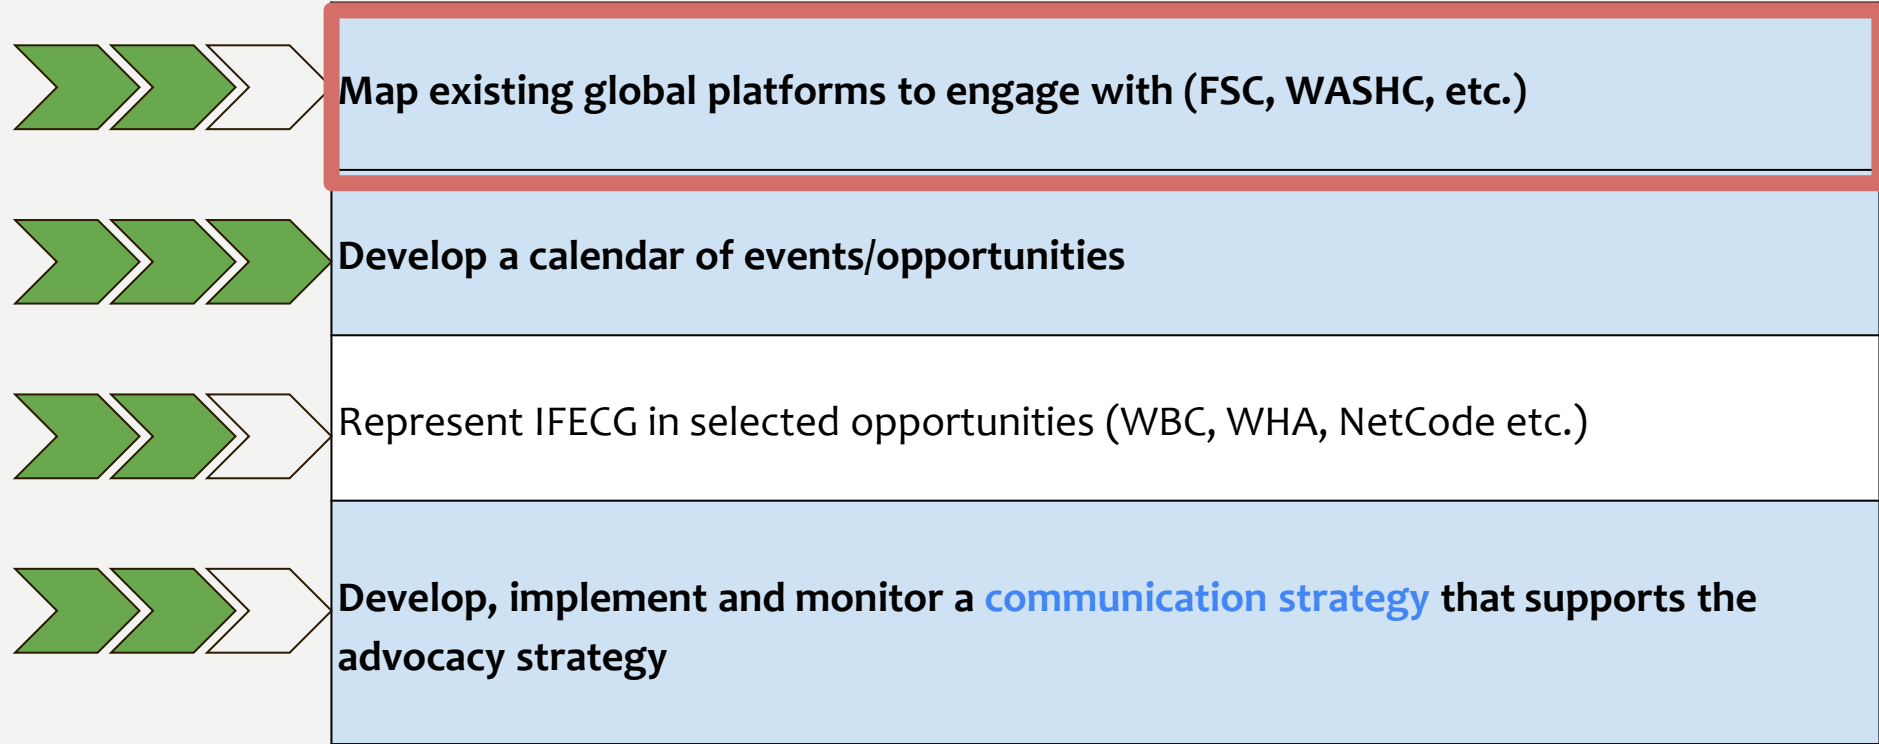 Map existing global platforms to engage with (FSC, WASHC, etc.)
Develop a calendar of events/opportunities
Represent IFECG in selected opportunities (WBC, WHA, NetCode etc.)
Develop, implement and monitor a communication strategy that supports the
advocacy strategy